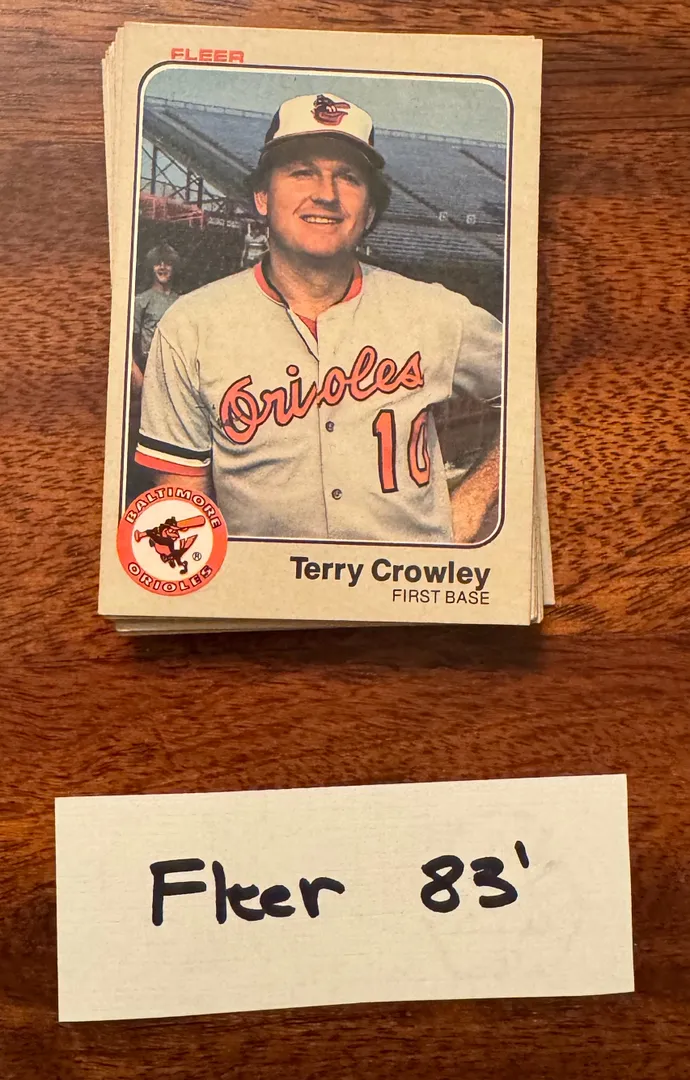 FLEER
Orioles
10
BALTIMORE
ORIOLES
®
Terry Crowley
FIRST BASE
Fleer 83'